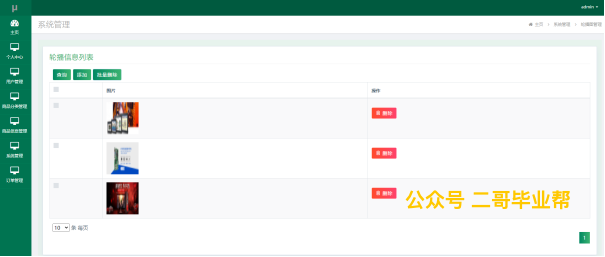 μ
admin
系统管理
主页 > 系统管理 > 轮播图管理
主页
个人中心
用户管理
商品分类管理
商品信息管理
系统管理
订单管理
轮播信息列表
查询 添加 批量删除
图片 操作
删除
删除
删除
公众号 二哥毕业帮
10 条 每页
1